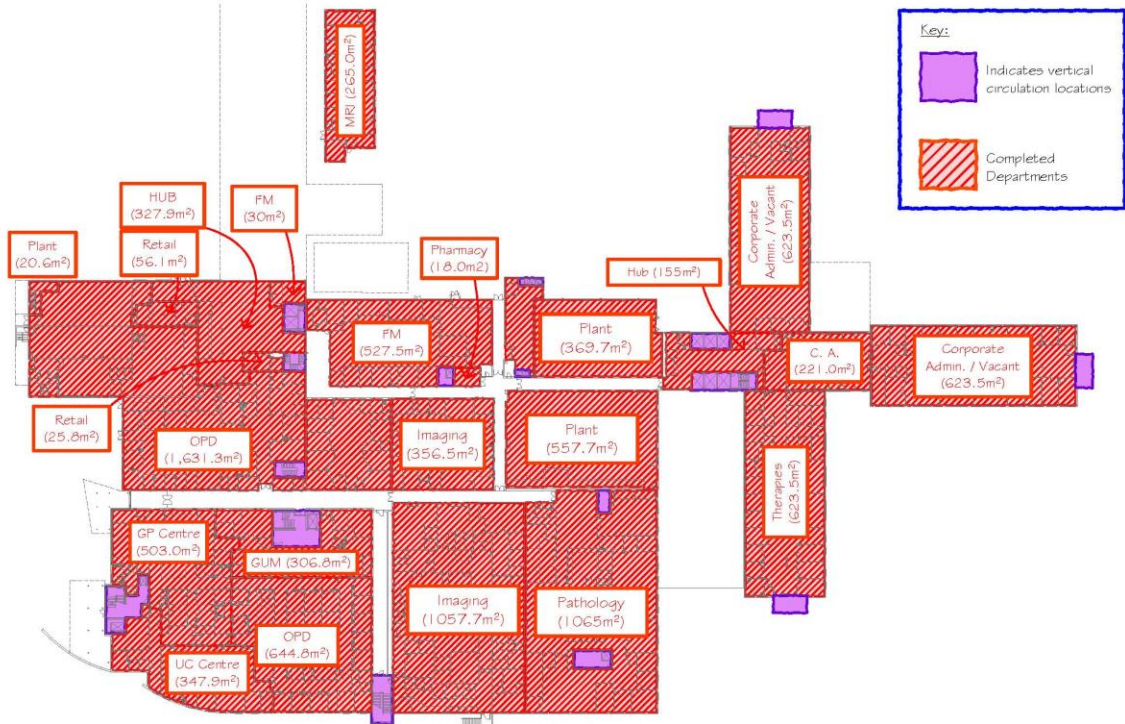 Key:
Indicates vertical
circulation locations
Completed
Departments
MRI (265.0m²)
HUB
(327.9m²)
FM
(30m²)
Plant
(20.6m²)
Retail
(56.1m²)
Pharmacy
(18.0m2)
Hub (155m²)
Corporate
Admin. / Vacant
(623.5m²)
FM
(527.5m²)
Plant
(369.7m²)
C. A.
(221.0m²)
Corporate
Admin. / Vacant
(623.5m²)
Retail
(25.8m²)
OPD
(1,631.3m²)
Imaging
(356.5m²)
Plant
(557.7m²)
Therapies
(623.5m²)
GP Centre
(503.0m²)
GUM (306.8m²)
Imaging
(1057.7m²)
Pathology
(1065m²)
OPD
(644.8m²)
UC Centre
(347.9m²)